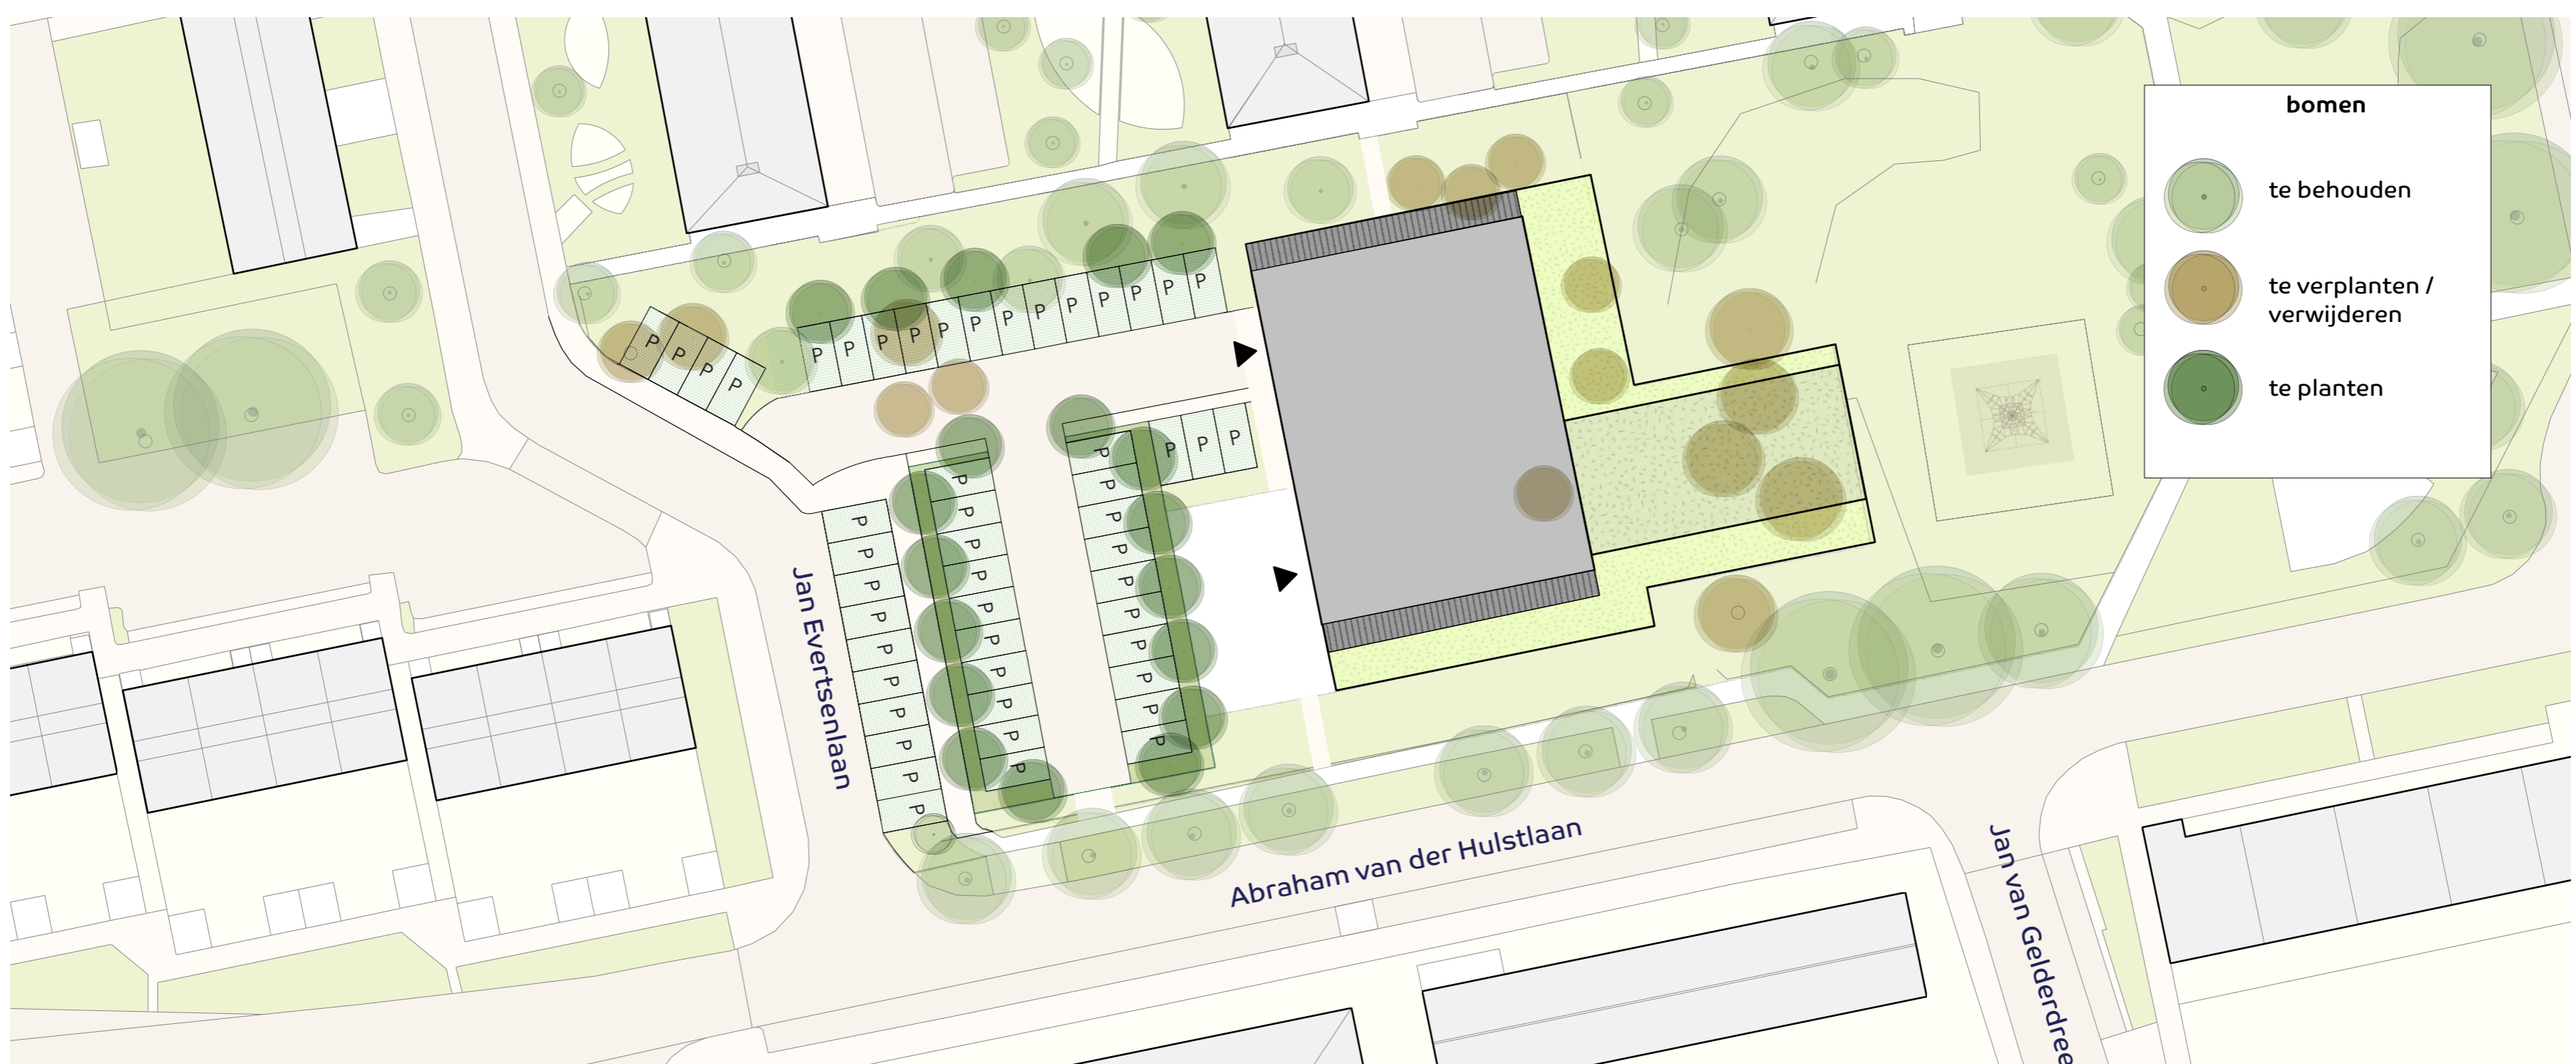 bomen
te behouden
te verplanten /
verwijderen
te planten
P P P P
P P P P P P P P P P P P P
P P P
P P P P P P P P P P
P P P P P P P P P P
P P P P P P P P P P
Jan Evertsenlaan
Abraham van der Hulstlaan
Jan van Gelderdree